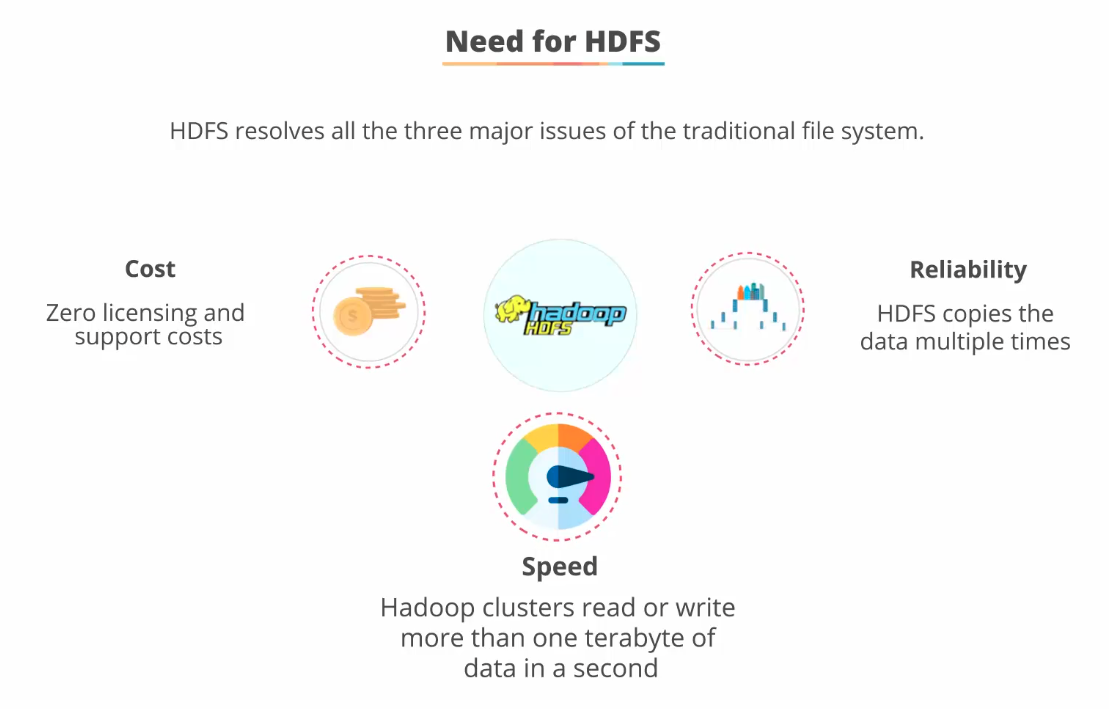 Need for HDFS
HDFS resolves all the three major issues of the traditional file system.
Cost
Zero licensing and
support costs
$
hadoop
HDFS
Reliability
HDFS copies the
data multiple times
Speed
Hadoop clusters read or write
more than one terabyte of
data in a second